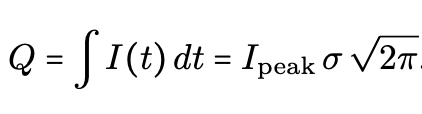 Q = ∫ I(t) dt = I_peak σ √2π.